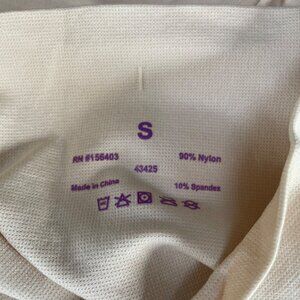 S
RN #156403 90% Nylon
43425
Made in China 10% Spandex